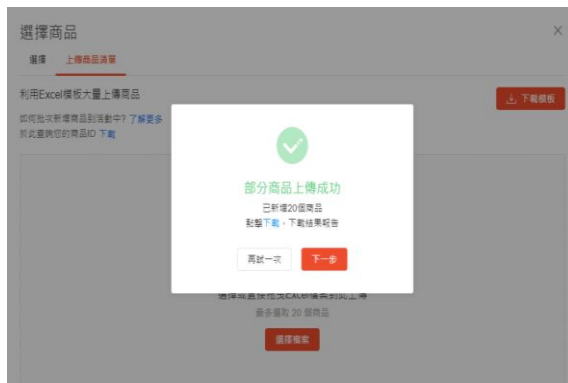 選擇商品
選擇
上傳商品清單
利用Excel模板大量上傳商品
下載模板
如何批次新增商品到活動中? 了解更多
於此查詢您的商品ID 下載
部分商品上傳成功
已新增20個商品
點擊下載，下載結果報告
再試一次
下一步
選擇或直接拖曳EXCEL檔案到此上傳
最多選取 20 個商品
選擇檔案